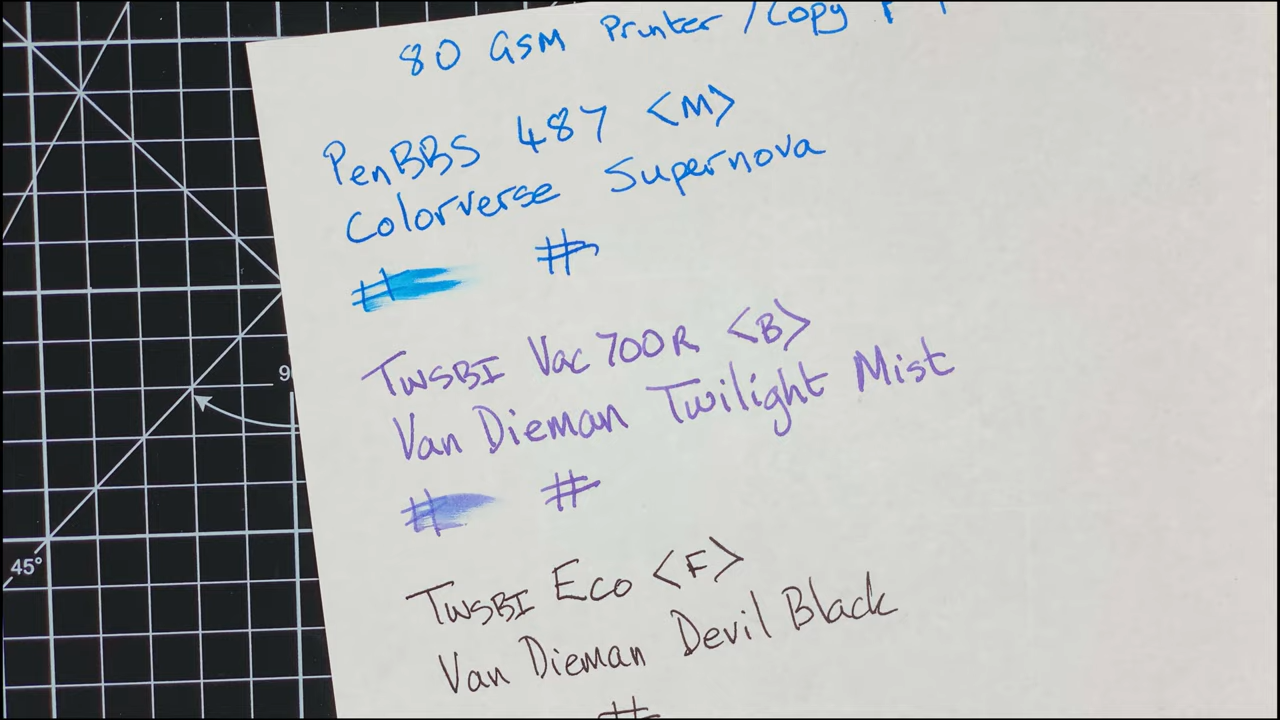 80 GSM Printer / Copy
PenBBS 487 <M>
Colorverse Supernova
# #
TWSBI Vac 700R <B>
Van Dieman Twilight Mist
# #
TWSBI Eco <F>
Van Dieman Devil Black
#
9
45°